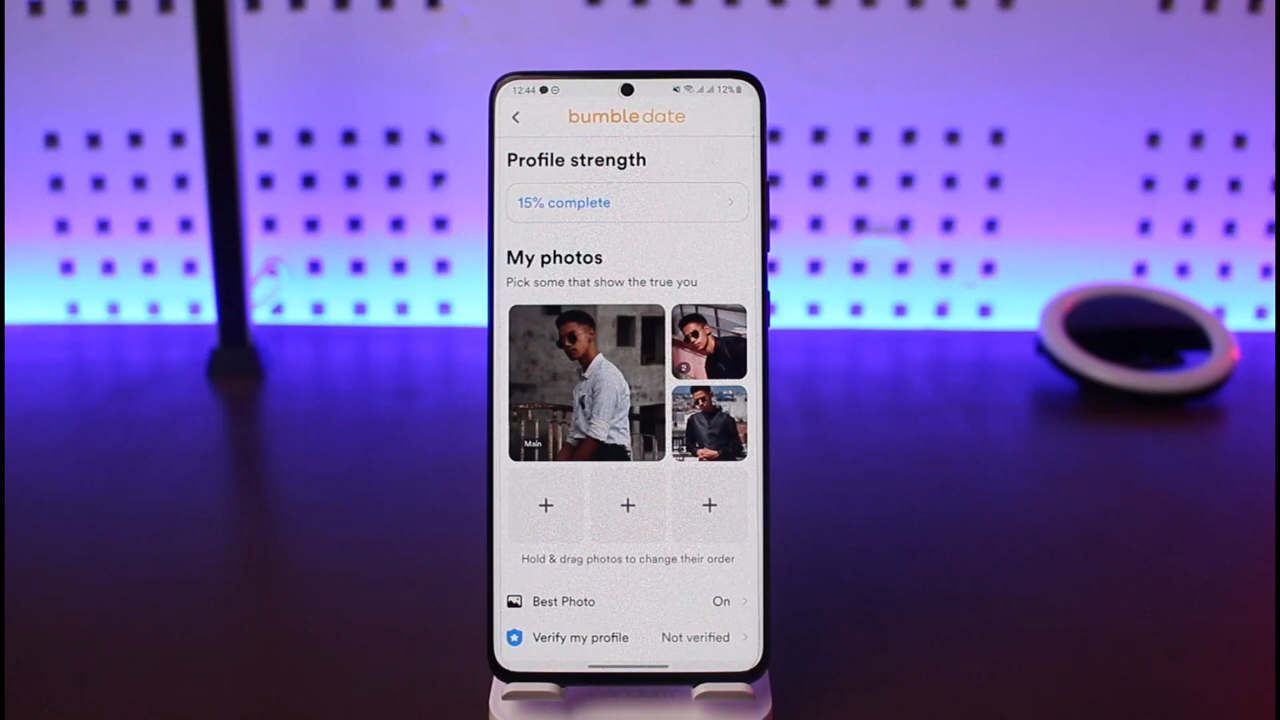 12:44
12%
bumble date
Profile strength
15% complete
My photos
Pick some that show the true you
Main
Hold & drag photos to change their order
Best Photo On
Verify my profile Not verified